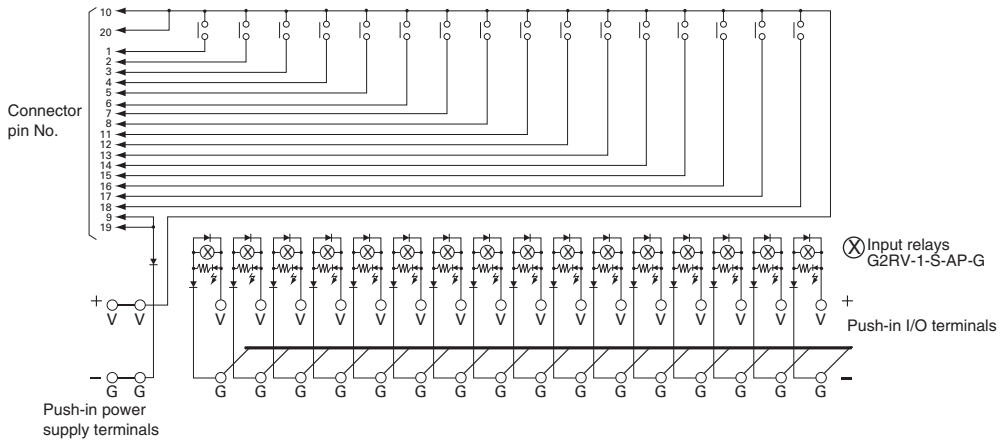 10
20
1
2
3
4
5
6
7
8
11
12
13
14
15
16
17
18
9
19
Connector
pin No.
Input relays
G2RV-1-S-AP-G
+
V V
V V V V V V V V V V V V V V V V
+
Push-in I/O terminals
−
G G
G G G G G G G G G G G G G G G G
−
Push-in power
supply terminals